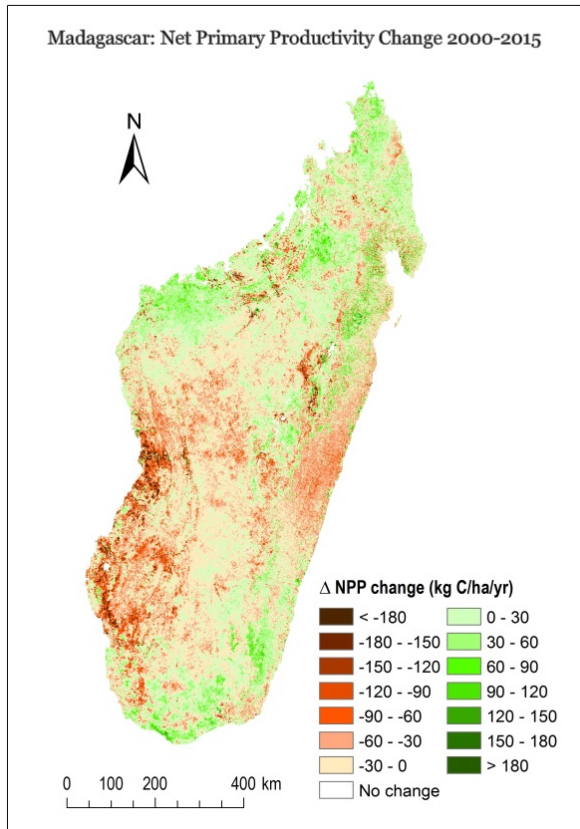 Madagascar: Net Primary Productivity Change 2000-2015
N
Δ NPP change (kg C/ha/yr)
< -180
-180 - -150
-150 - -120
-120 - -90
-90 - -60
-60 - -30
-30 - 0
No change
0 - 30
30 - 60
60 - 90
90 - 120
120 - 150
150 - 180
> 180
0 100 200 400 km